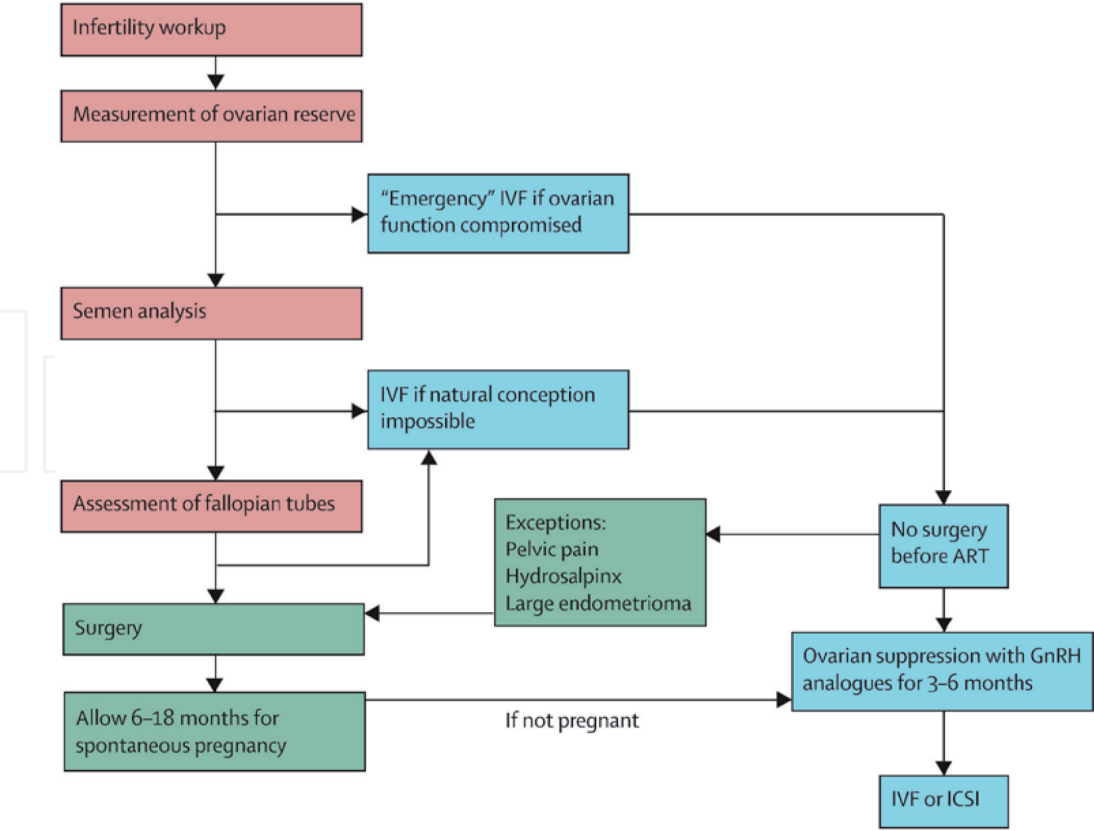 Infertility workup
Measurement of ovarian reserve
“Emergency” IVF if ovarian
function compromised
Semen analysis
IVF if natural conception
impossible
Assessment of fallopian tubes
Exceptions:
Pelvic pain
Hydrosalpinx
Large endometrioma
No surgery
before ART
Surgery
Ovarian suppression with GnRH
analogues for 3–6 months
Allow 6–18 months for
spontaneous pregnancy
If not pregnant
IVF or ICSI